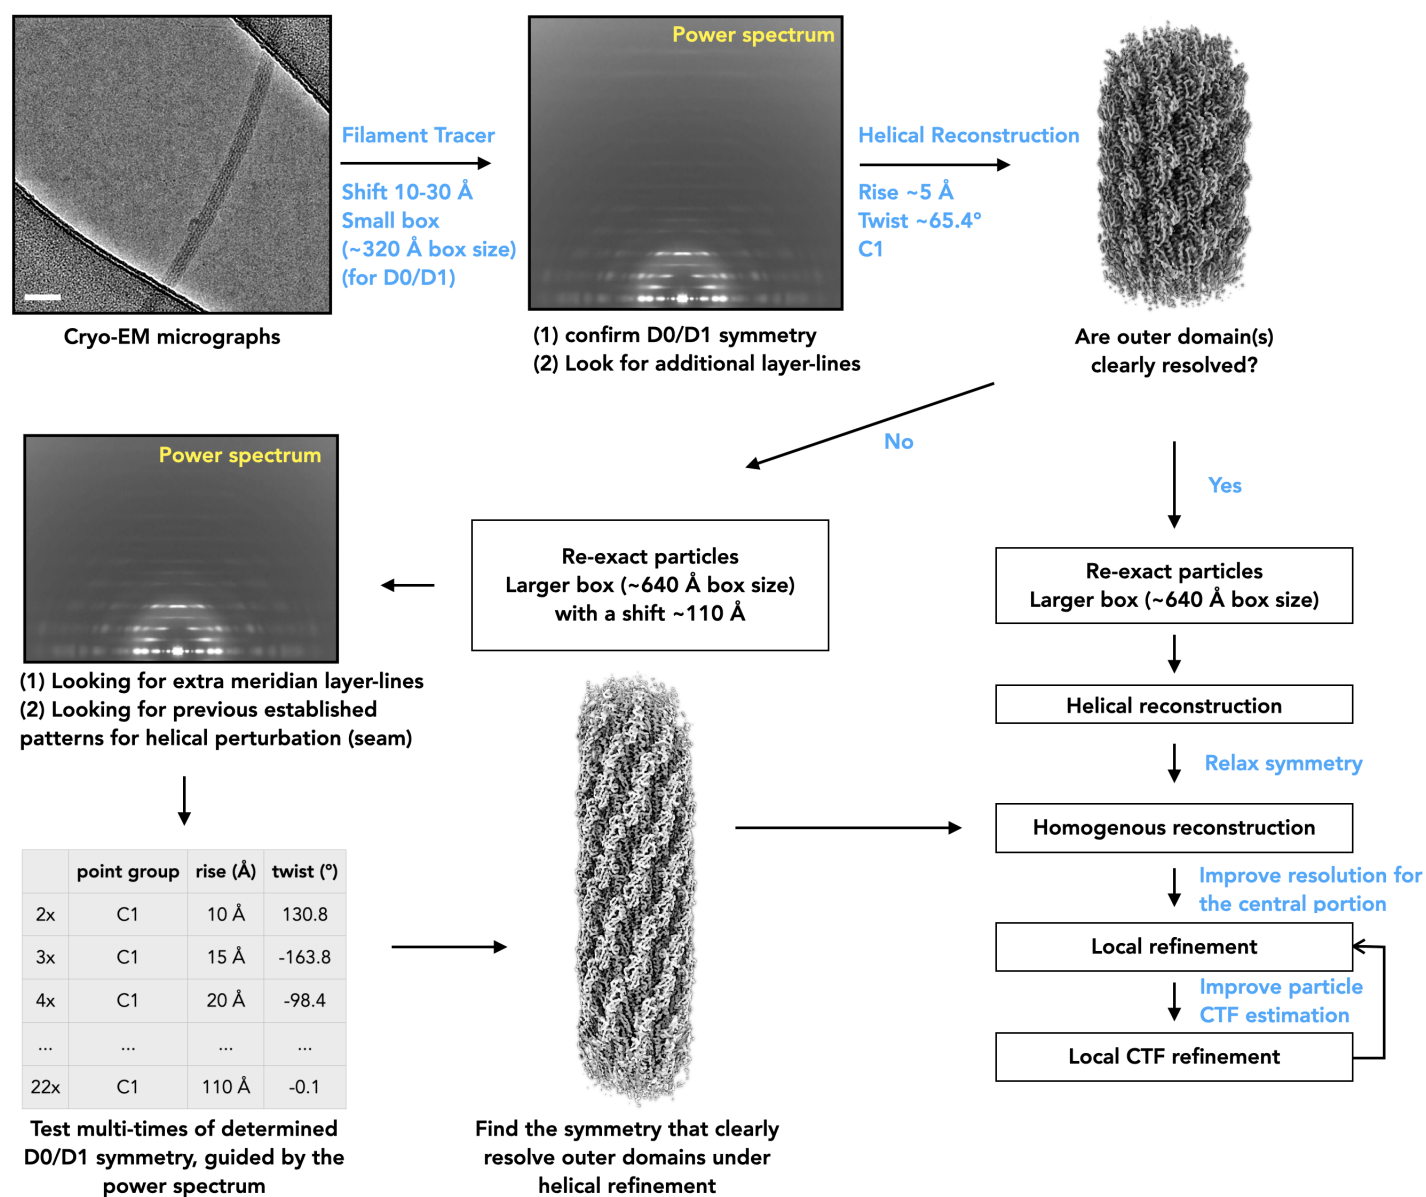 Power spectrum
Filament Tracer
Shift 10-30 Å
Small box
(~320 Å box size)
(for D0/D1)
Helical Reconstruction
Rise ~5 Å
Twist ~65.4º
C1
Cryo-EM micrographs
(1) confirm D0/D1 symmetry
(2) Look for additional layer-lines
Are outer domain(s)
clearly resolved?
No
Yes
Power spectrum
Re-exact particles
Larger box (~640 Å box size)
with a shift ~110 Å
Re-exact particles
Larger box (~640 Å box size)
(1) Looking for extra meridian layer-lines
(2) Looking for previous established
patterns for helical perturbation (seam)
Helical reconstruction
Relax symmetry
Homogenous reconstruction
Improve resolution for
the central portion
Local refinement
Improve particle
CTF estimation
Local CTF refinement
point group rise (Å) twist (º)
2x C1 10 Å 130.8
3x C1 15 Å -163.8
4x C1 20 Å -98.4
... ... ... ...
22x C1 110 Å -0.1
Test multi-times of determined
D0/D1 symmetry, guided by the
power spectrum
Find the symmetry that clearly
resolve outer domains under
helical refinement